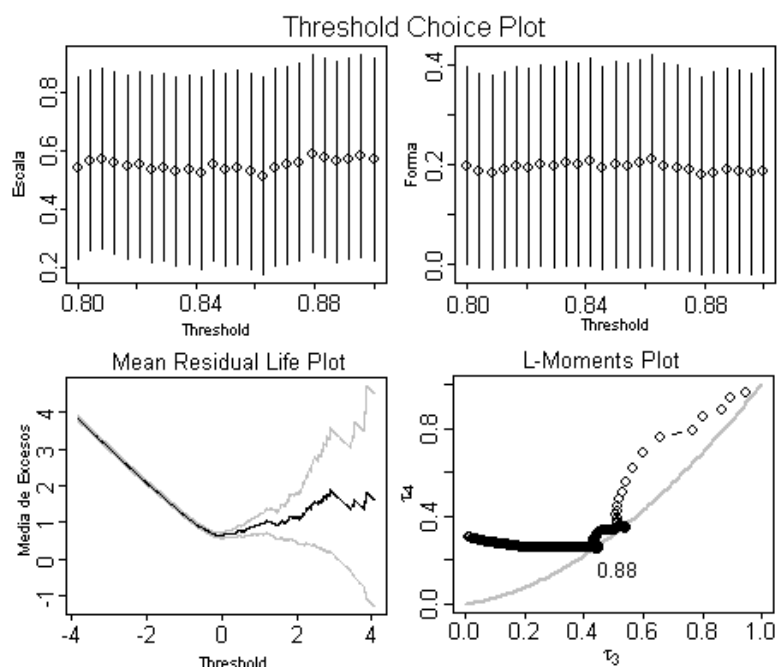 Threshold Choice Plot
Escala
0.2 0.4 0.6 0.8
0.80 0.84 0.88
Threshold
Forma
0.0 0.2 0.4
0.80 0.84 0.88
Threshold
Mean Residual Life Plot
Media de Excesos
-1 0 1 2 3 4
-4 -2 0 2 4
Threshold
L-Moments Plot
τ4
0.0 0.4 0.8
0.88
0.0 0.2 0.4 0.6 0.8 1.0
τ3